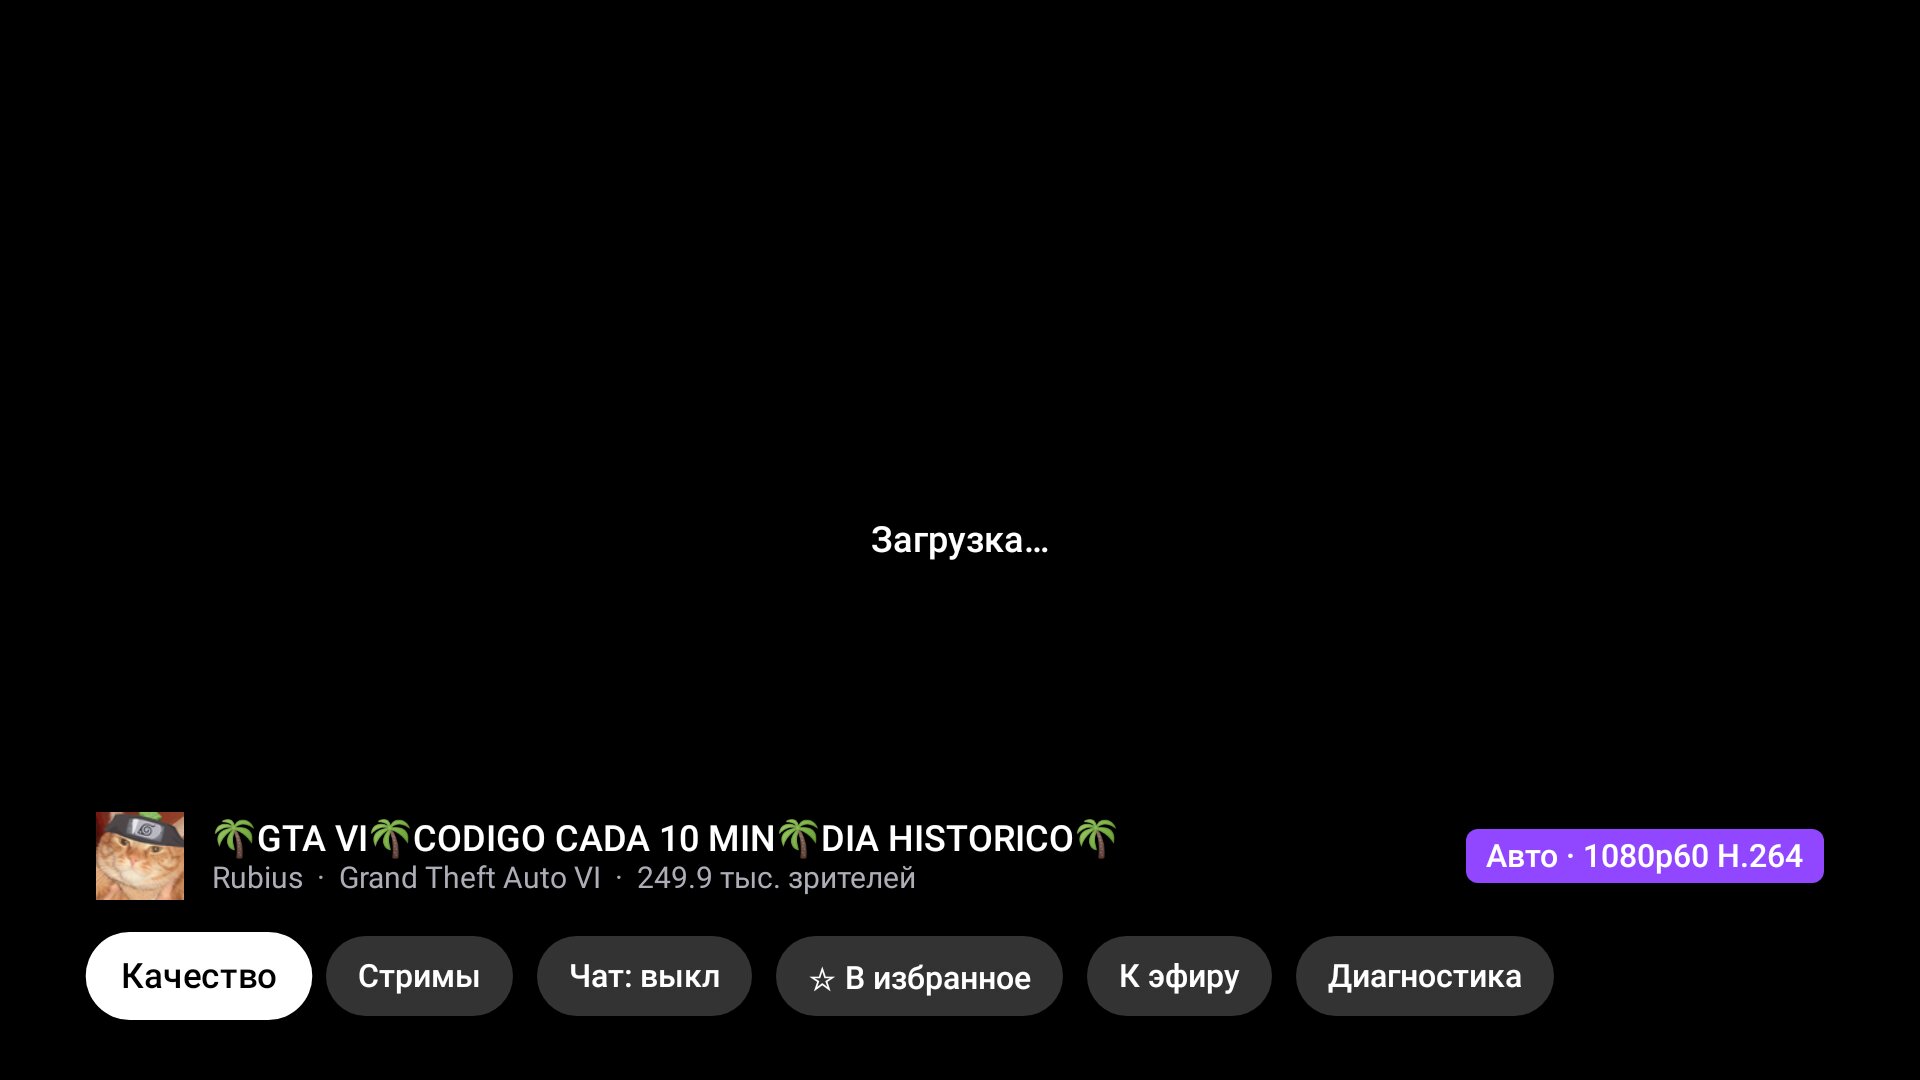 Загрузка...
🌴GTA VI🌴CODIGO CADA 10 MIN🌴DIA HISTORICO🌴
Rubius · Grand Theft Auto VI · 249.9 тыс. зрителей
Авто · 1080p60 H.264
Качество
Стримы
Чат: выкл
☆ В избранное
К эфиру
Диагностика